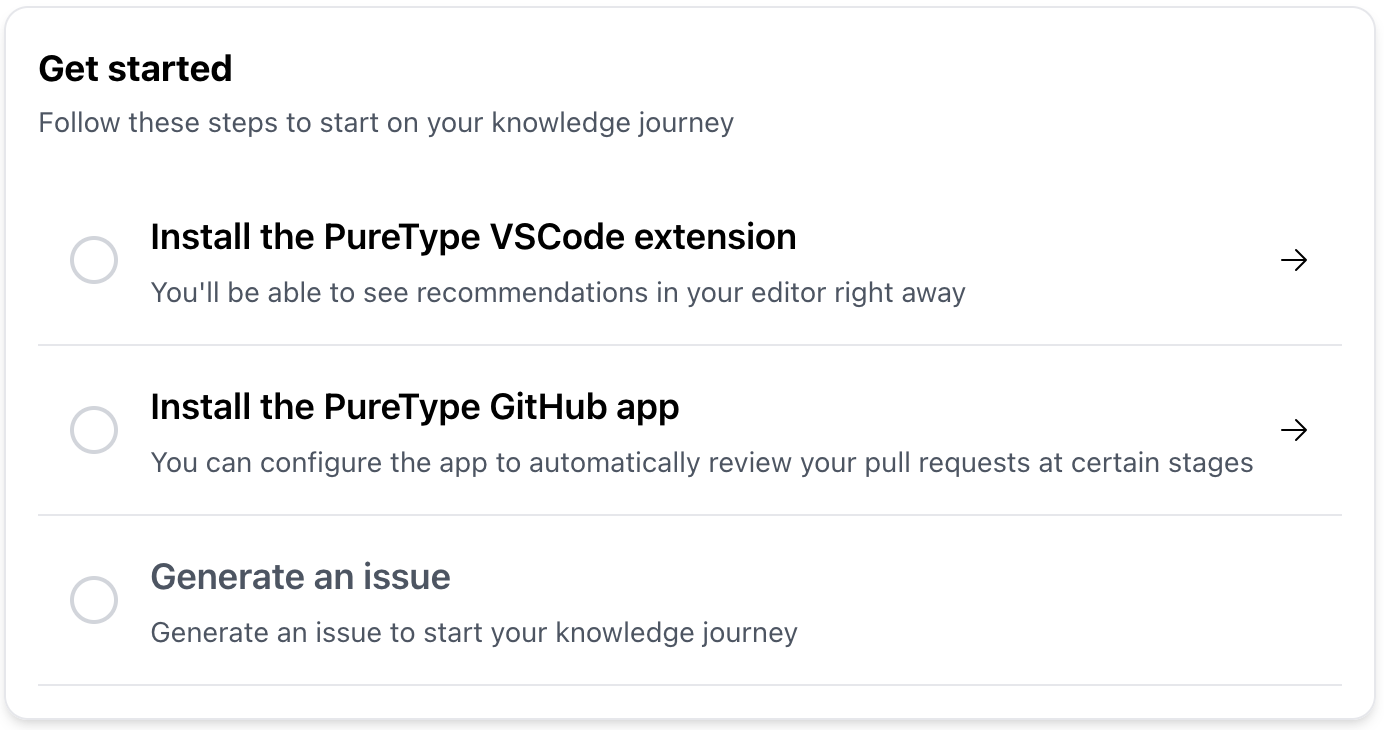 Get started
Follow these steps to start on your knowledge journey
Install the PureType VSCode extension
You'll be able to see recommendations in your editor right away
Install the PureType GitHub app
You can configure the app to automatically review your pull requests at certain stages
Generate an issue
Generate an issue to start your knowledge journey